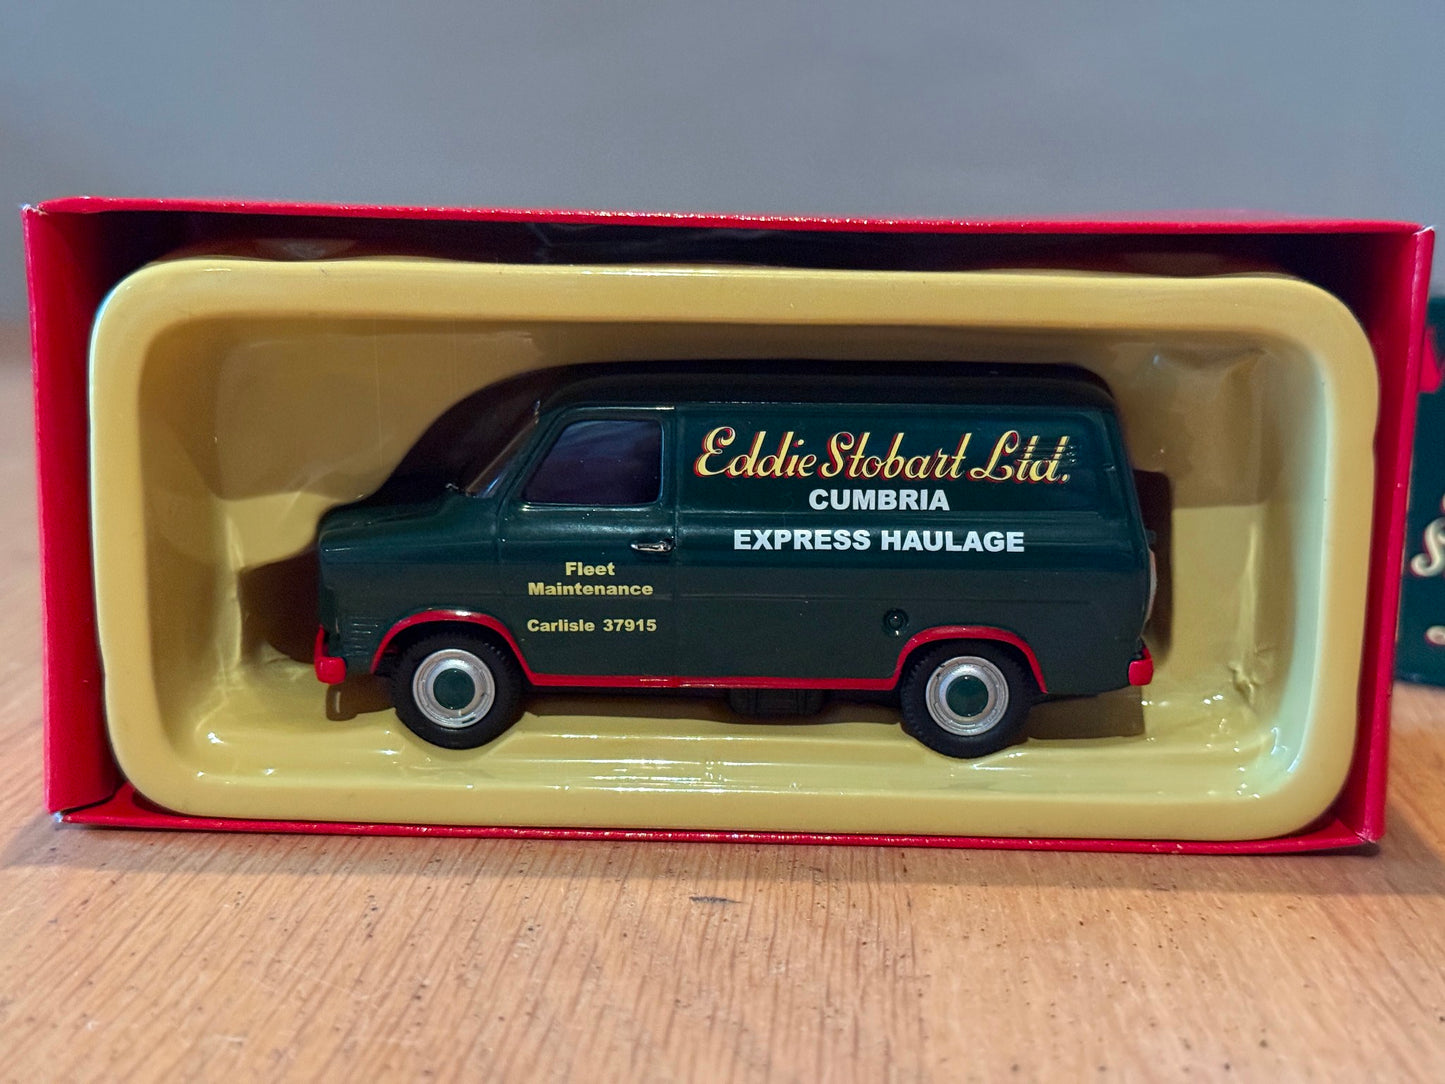 Eddie Stobart Ltd.
CUMBRIA
EXPRESS HAULAGE
Fleet
Maintenance
Carlisle 37915